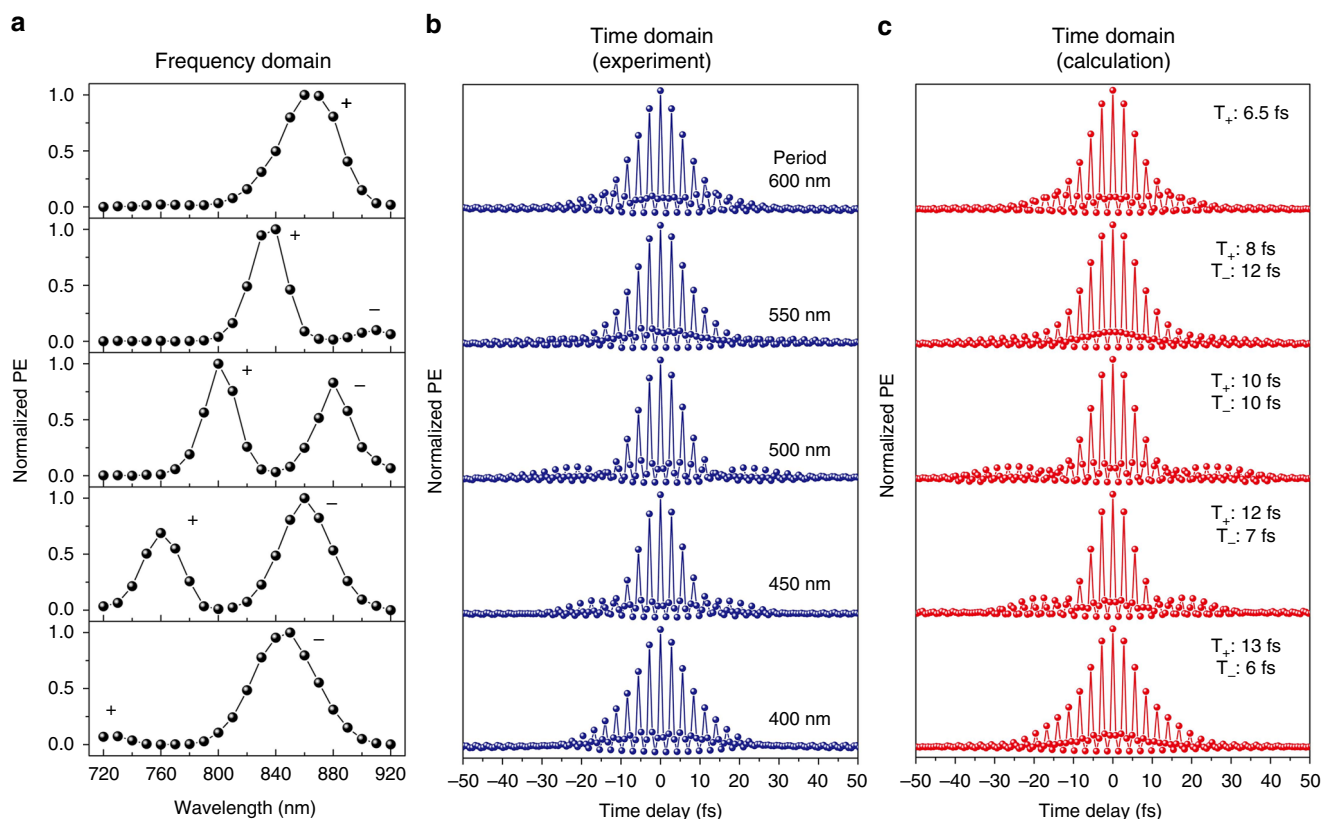 a
Frequency domain
Normalized PE
1.0
0.5
0.0
+
1.0
0.5
0.0
+
−
1.0
0.5
0.0
+
−
1.0
0.5
0.0
+
−
1.0
0.5
0.0
+
−
720 760 800 840 880 920
Wavelength (nm)
b
Time domain
(experiment)
Normalized PE
Period
600 nm
550 nm
500 nm
450 nm
400 nm
−50 −40 −30 −20 −10 0 10 20 30 40 50
Time delay (fs)
c
Time domain
(calculation)
Normalized PE
T₊: 6.5 fs
T₊: 8 fs
T₋: 12 fs
T₊: 10 fs
T₋: 10 fs
T₊: 12 fs
T₋: 7 fs
T₊: 13 fs
T₋: 6 fs
−50 −40 −30 −20 −10 0 10 20 30 40 50
Time delay (fs)